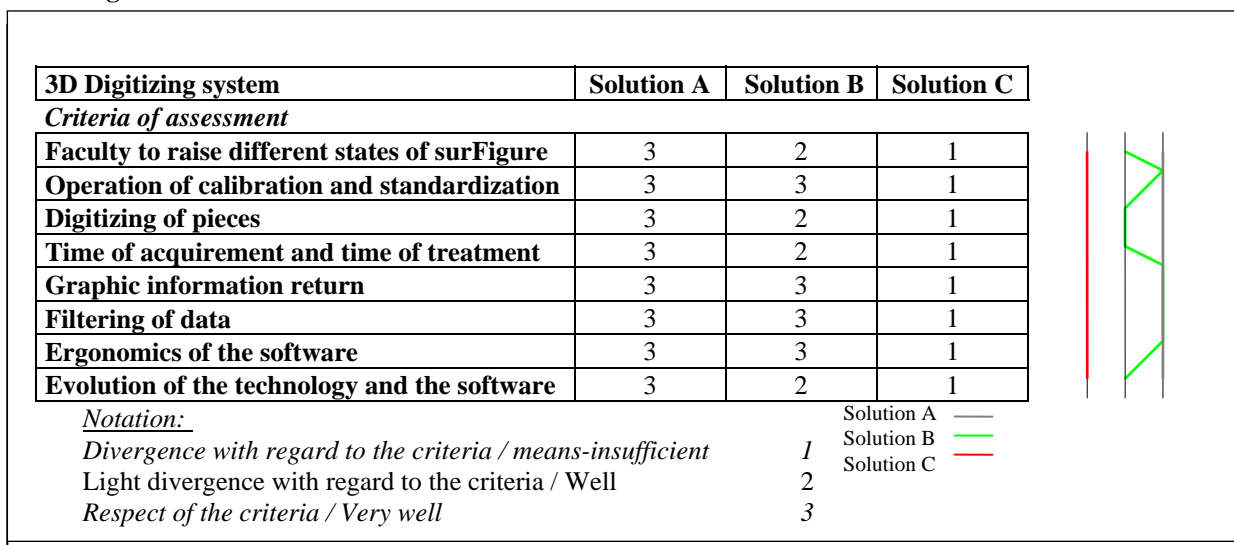 3D Digitizing system Solution A Solution B Solution C
Criteria of assessment
Faculty to raise different states of surFigure 3 2 1
Operation of calibration and standardization 3 3 1
Digitizing of pieces 3 2 1
Time of acquirement and time of treatment 3 2 1
Graphic information return 3 3 1
Filtering of data 3 3 1
Ergonomics of the software 3 3 1
Evolution of the technology and the software 3 2 1
Notation:
Divergence with regard to the criteria / means-insufficient 1
Light divergence with regard to the criteria / Well 2
Respect of the criteria / Very well 3
Solution A
Solution B
Solution C